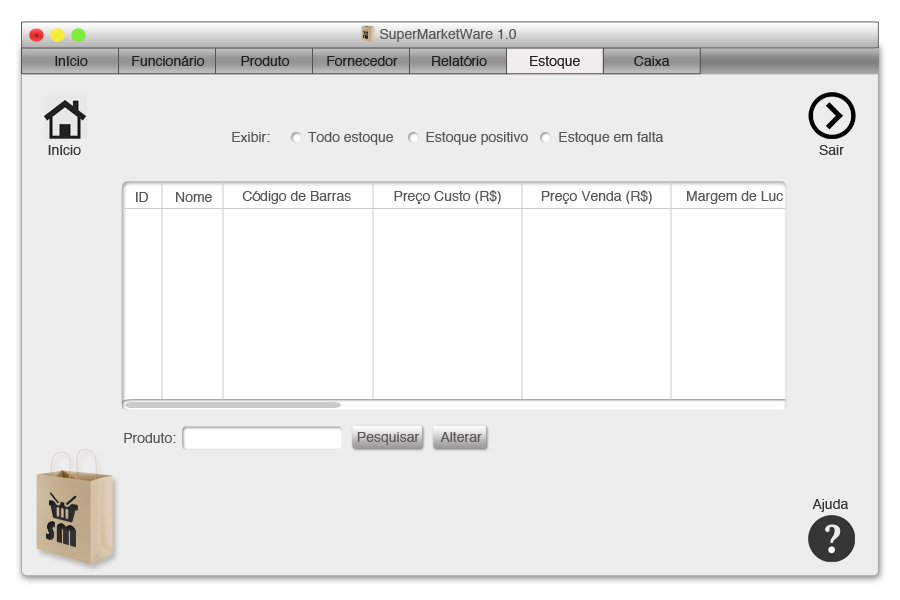 SuperMarketWare 1.0
Início Funcionário Produto Fornecedor Relatório Estoque Caixa
Início
Exibir: Todo estoque Estoque positivo Estoque em falta
Sair
ID Nome Código de Barras Preço Custo (R$) Preço Venda (R$) Margem de Luc
Produto: Pesquisar Alterar
SM
Ajuda
?